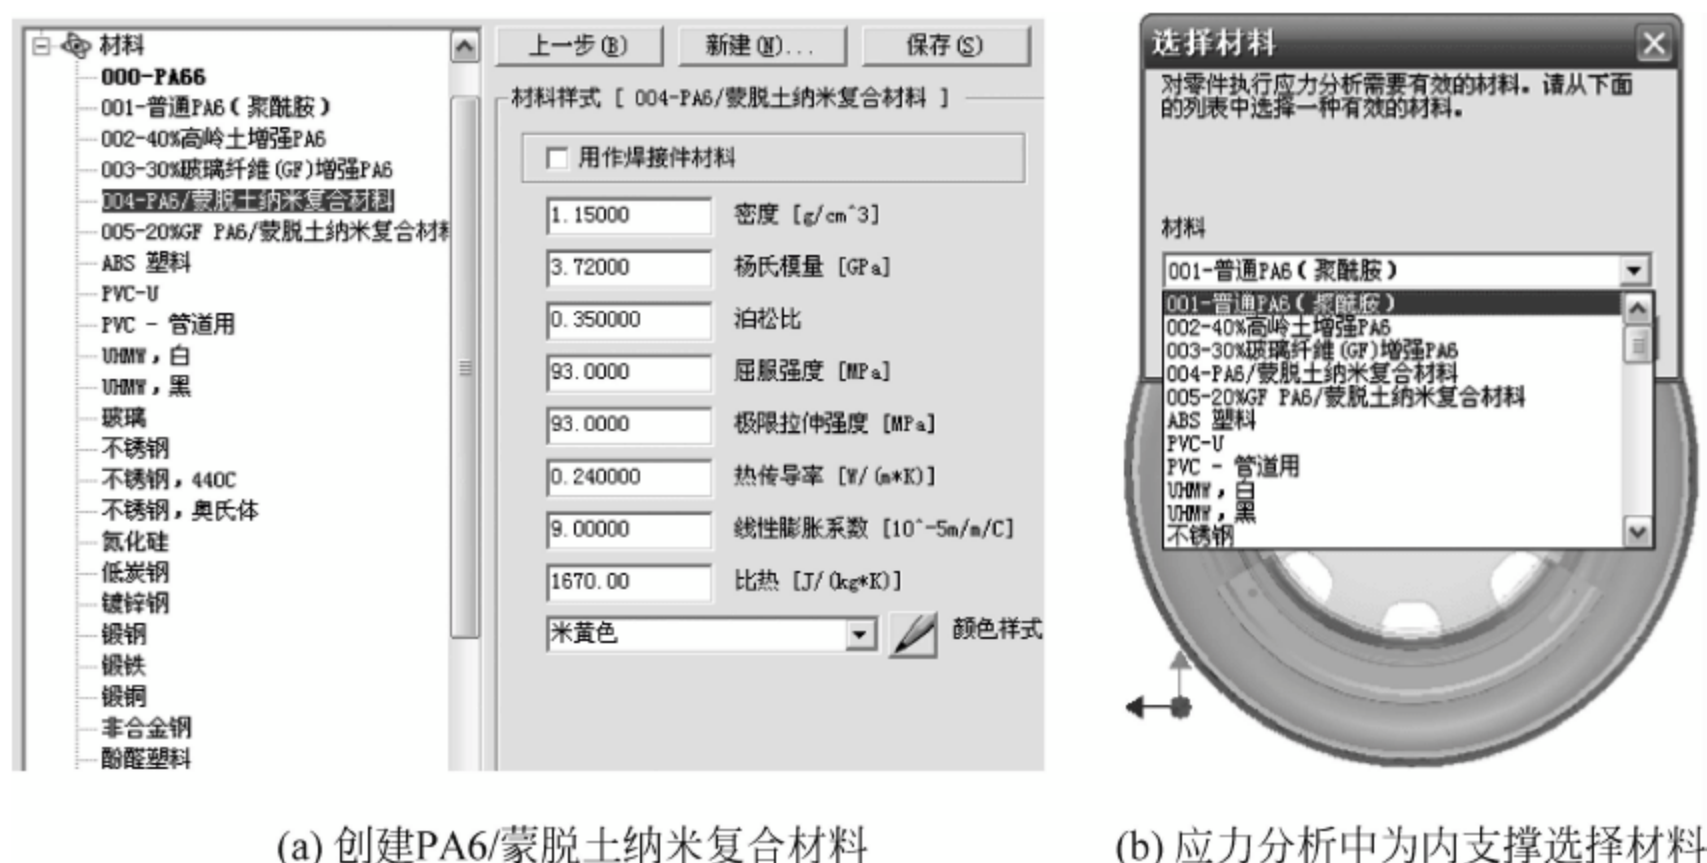 材料
000-PA66
001-普通PA6(聚酰胺)
002-40%高岭土增强PA6
003-30%玻璃纤维(GF)增强PA6
004-PA6/蒙脱土纳米复合材料
005-20%GF PA6/蒙脱土纳米复合材料
ABS 塑料
PVC-U
PVC - 管道用
UHMW，白
UHMW，黑
玻璃
不锈钢
不锈钢，440C
不锈钢，奥氏体
氮化硅
低炭钢
镀锌钢
锻钢
锻铁
锻铜
非合金钢
酚醛塑料
上一步(B) 新建(N)... 保存(S)
材料样式 [ 004-PA6/蒙脱土纳米复合材料 ]
用作焊接件材料
1.15000 密度 [g/cm^3]
3.72000 杨氏模量 [GPa]
0.350000 泊松比
93.0000 屈服强度 [MPa]
93.0000 极限拉伸强度 [MPa]
0.240000 热传导率 [W/(m*K)]
9.00000 线性膨胀系数 [10^-5m/m/C]
1670.00 比热 [J/(kg*K)]
米黄色 颜色样式
(a) 创建PA6/蒙脱土纳米复合材料
选择材料
对零件执行应力分析需要有效的材料。请从下面
的列表中选择一种有效的材料。
材料
001-普通PA6(聚酰胺)
001-普通PA6(聚酰胺)
002-40%高岭土增强PA6
003-30%玻璃纤维(GF)增强PA6
004-PA6/蒙脱土纳米复合材料
005-20%GF PA6/蒙脱土纳米复合材料
ABS 塑料
PVC-U
PVC - 管道用
UHMW，白
UHMW，黑
不锈钢
(b) 应力分析中为内支撑选择材料